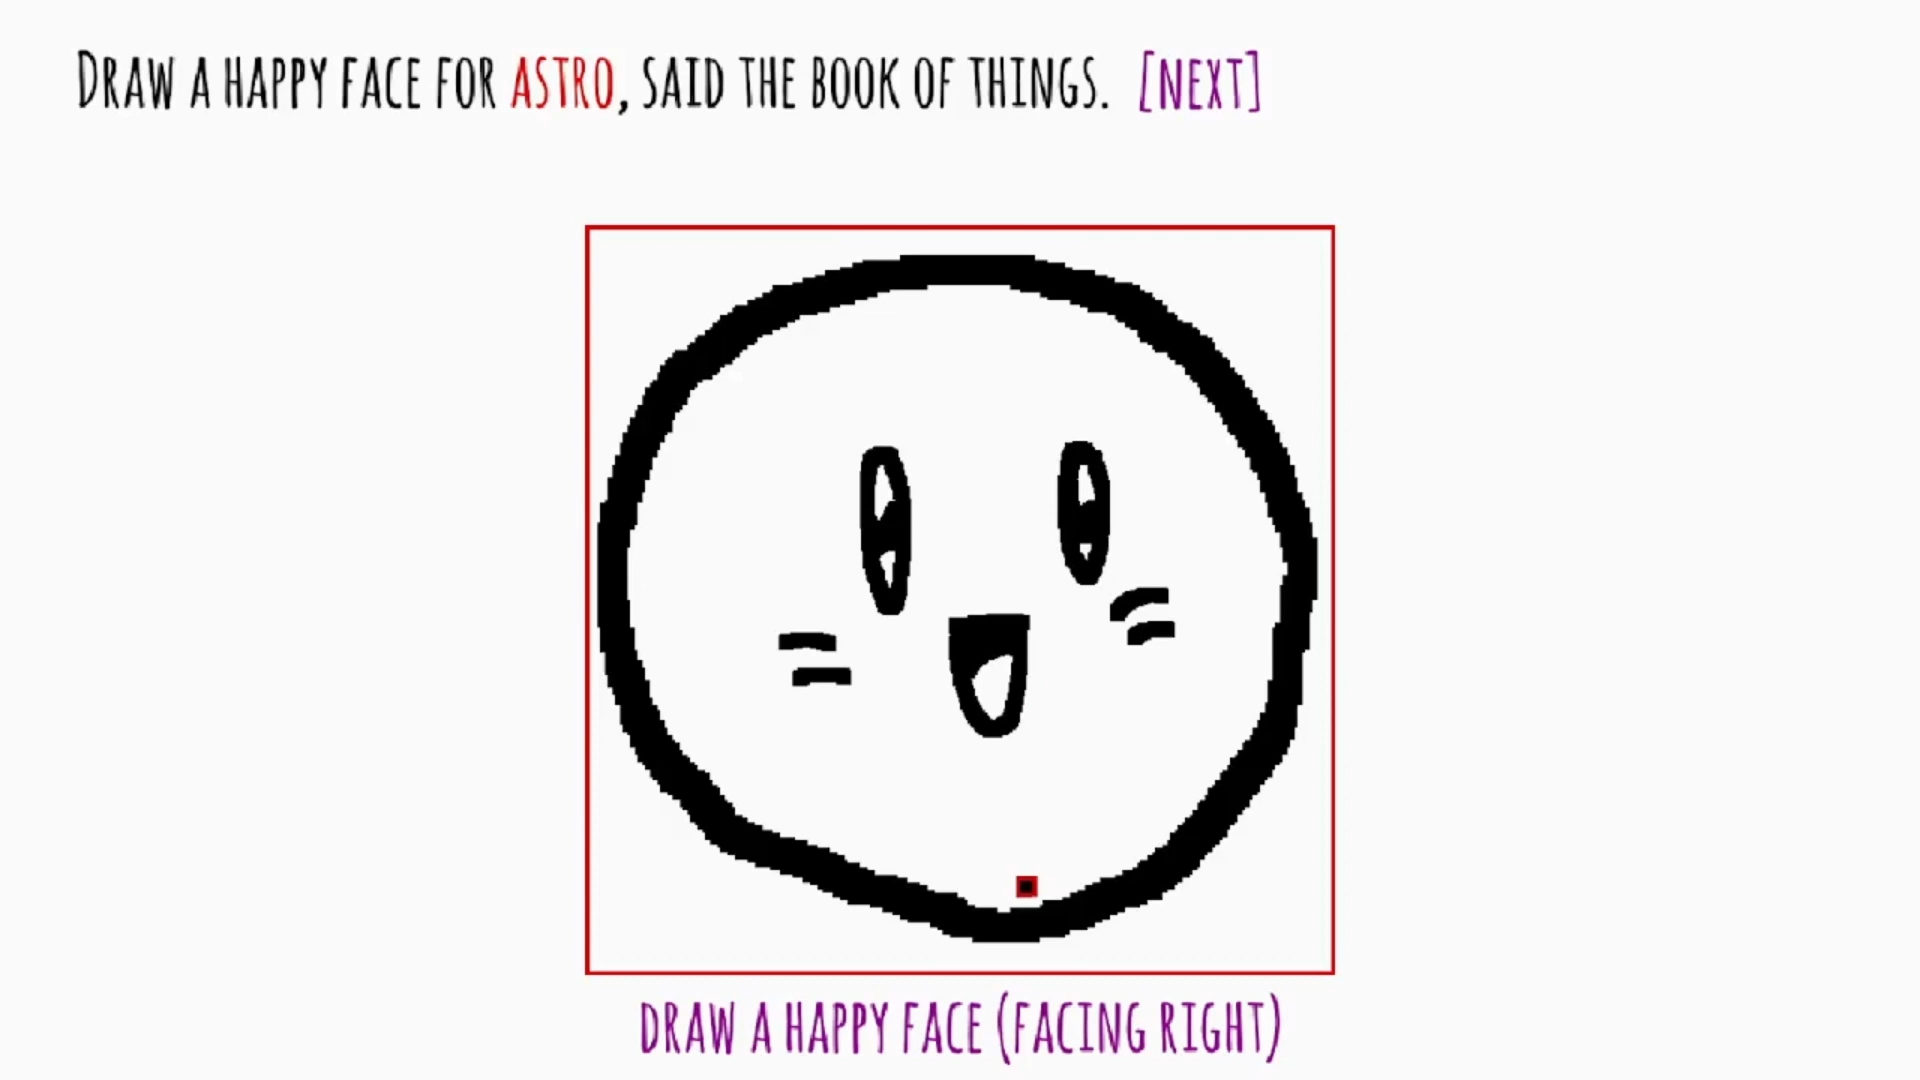 DRAW A HAPPY FACE FOR ASTRO, SAID THE BOOK OF THINGS. [NEXT]
DRAW A HAPPY FACE (FACING RIGHT)